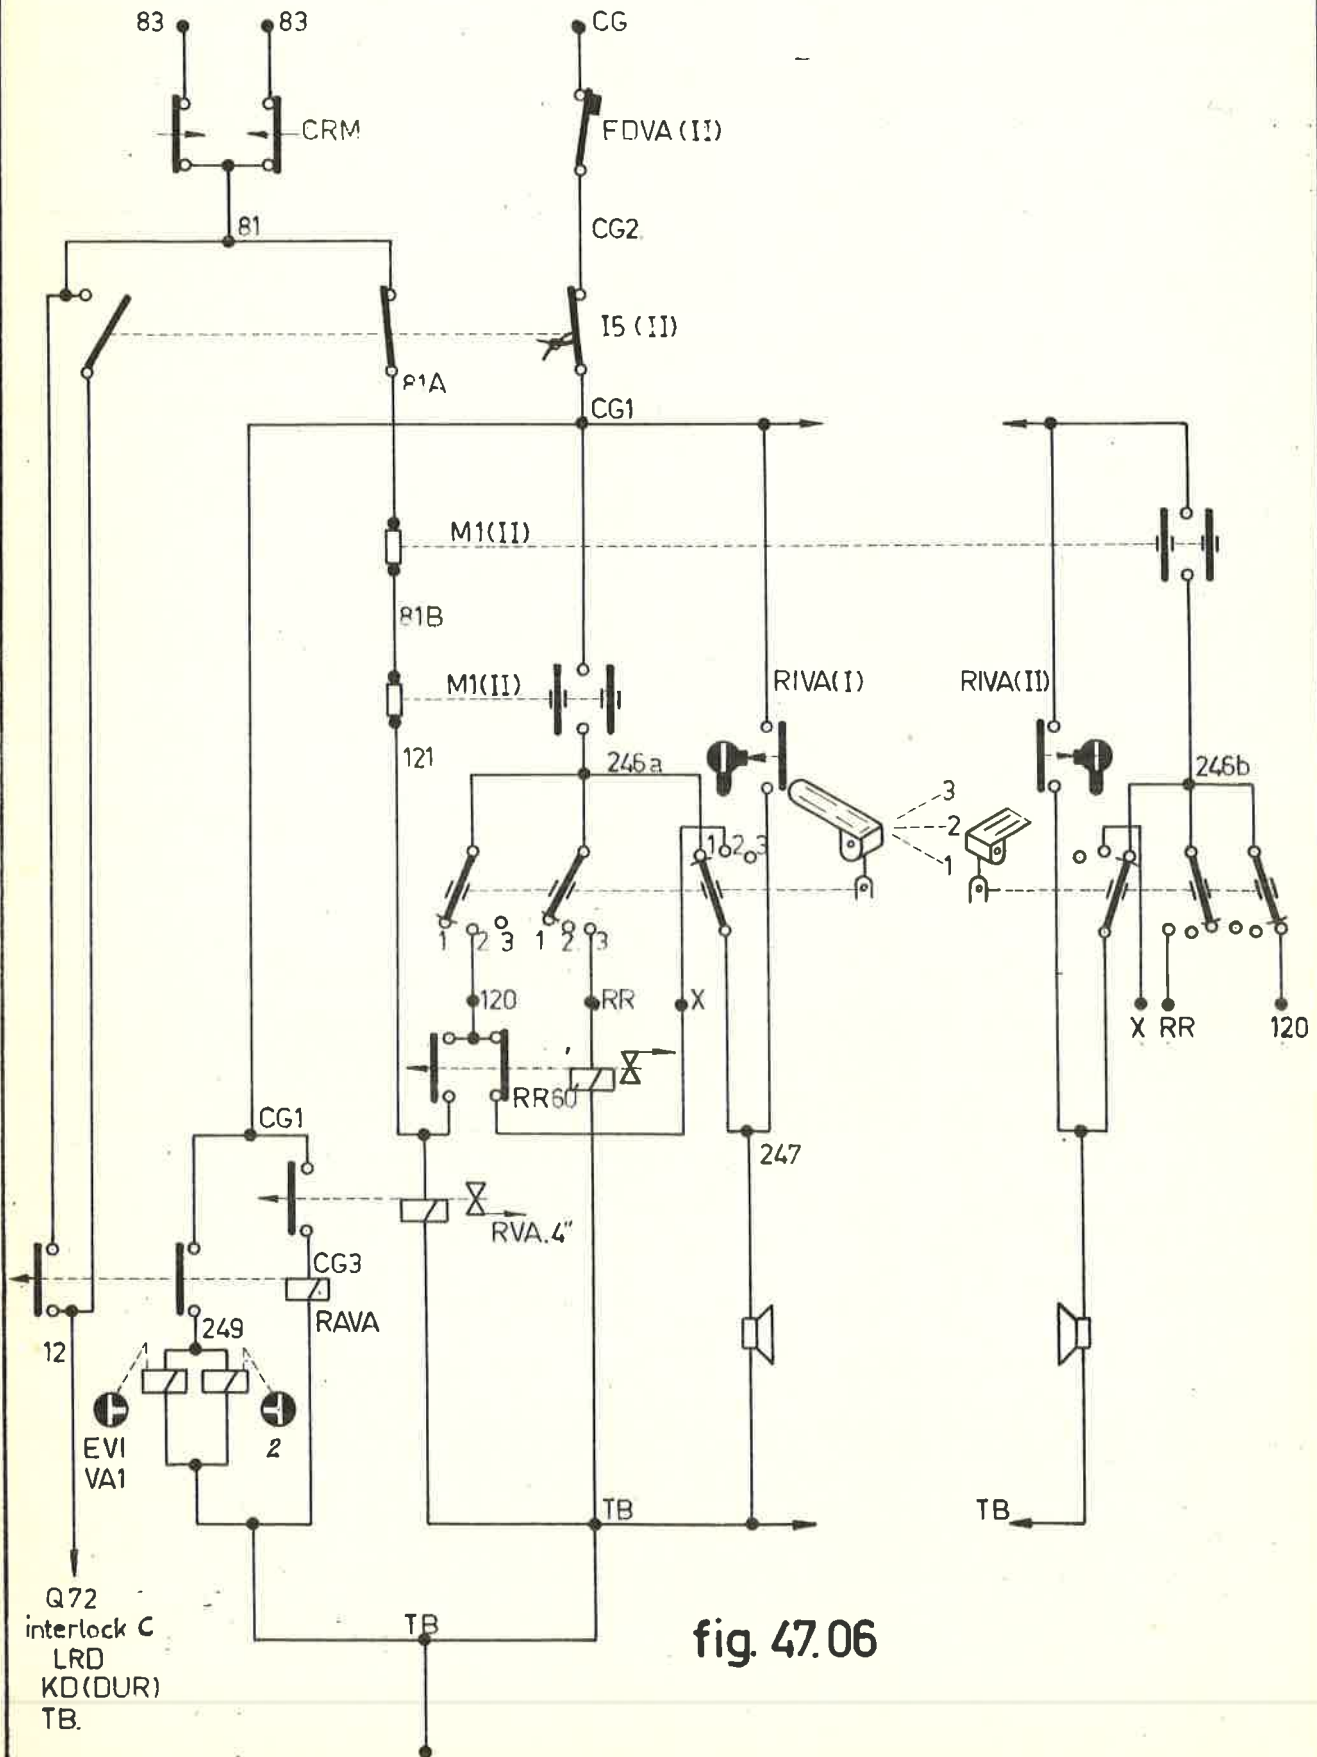 83
83
CG
CRM
FDVA (II)
81
CG2
I5 (II)
81A
CG1
M1(II)
81B
M1(II)
RIVA(I)
RIVA(II)
121
246a
246b
3
2
1
1 2 3
1 2 3
1 2 3
120
RR
X
X RR
120
RR60'
CG1
247
RVA.4"
CG3
RAVA
249
12
1
EVI
VA1
2
TB
TB
Q72
interlock C
LRD
KD(DUR)
TB.
TB
fig. 47.06